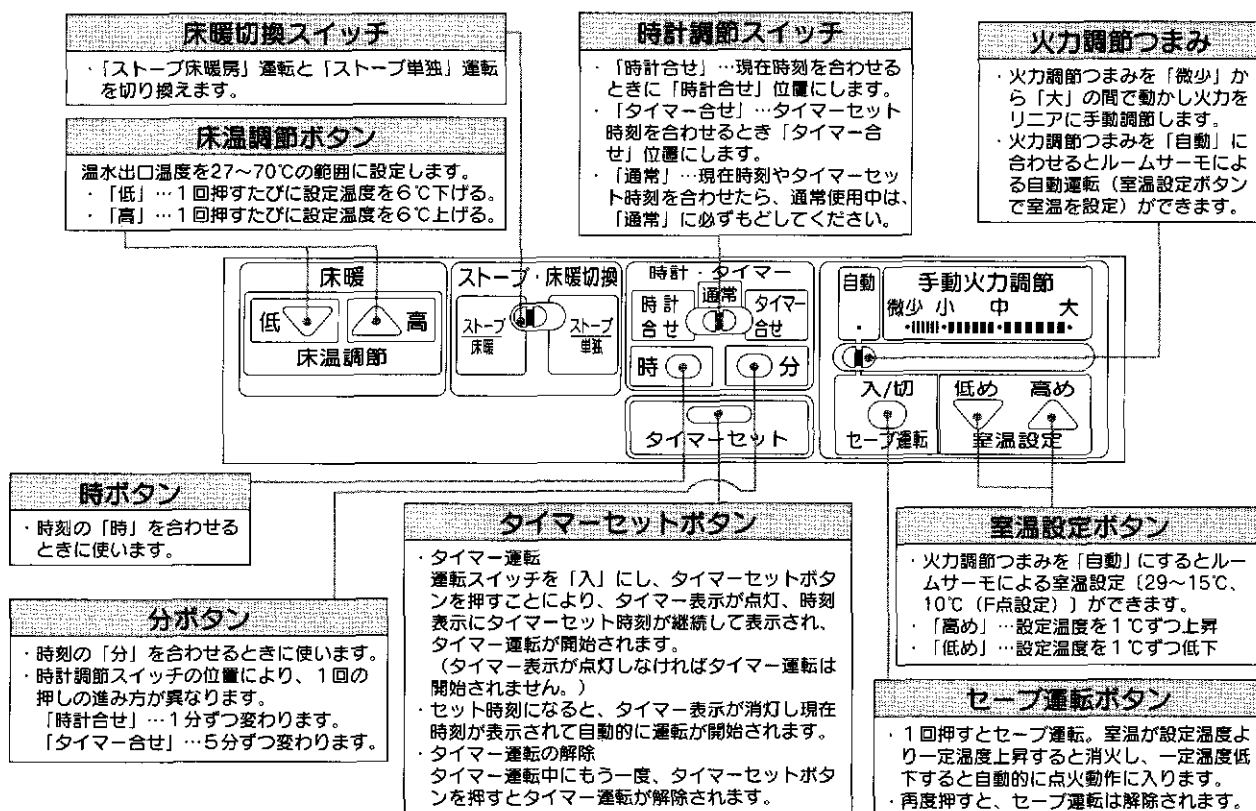 床暖切換スイッチ
・「ストーブ床暖房」運転と「ストーブ単独」運転
を切り換えます。
床温調節ボタン
温水出口温度を27～70℃の範囲に設定します。
・「低」…1回押すたびに設定温度を6℃下げる。
・「高」…1回押すたびに設定温度を6℃上げる。
時計調節スイッチ
・「時計合せ」…現在時刻を合わせる
ときに「時計合せ」位置にします。
・「タイマー合せ」…タイマーセット
時刻を合わせるとき「タイマー合
せ」位置にします。
・「通常」…現在時刻やタイマーセッ
ト時刻を合わせたら、通常使用中は、
「通常」に必ずもどしてください。
火力調節つまみ
・火力調節つまみを「微少」か
ら「大」の間で動かし火力を
リニアに手動調節します。
・火力調節つまみを「自動」に
合わせるとルームサーモによ
る自動運転（室温設定ボタン
で室温を設定）ができます。
床暖
低 高
床温調節
ストーブ・床暖切換
ストーブ
床暖
ストーブ
単独
時計・タイマー
時計
合せ
通常
タイマー
合せ
時 分
タイマーセット
自動
手動火力調節
微少 小 中 大
入/切
セーブ運転
低め 高め
室温設定
時ボタン
・時刻の「時」を合わせる
ときに使います。
分ボタン
・時刻の「分」を合わせるときに使います。
・時計調節スイッチの位置により、1回の
押しの進み方が異なります。
「時計合せ」…1分ずつ変わります。
「タイマー合せ」…5分ずつ変わります。
タイマーセットボタン
・タイマー運転
運転スイッチを「入」にし、タイマーセットボタ
ンを押すことにより、タイマー表示が点灯、時刻
表示にタイマーセット時刻が継続して表示され、
タイマー運転が開始されます。
（タイマー表示が点灯しなければタイマー運転は
開始されません。）
・セット時刻になると、タイマー表示が消灯し現在
時刻が表示されて自動的に運転が開始されます。
・タイマー運転の解除
タイマー運転中にもう一度、タイマーセットボタ
ンを押すとタイマー運転が解除されます。
室温設定ボタン
・火力調節つまみを「自動」にするとルー
ムサーモによる室温設定〔29～15℃、
10℃（F点設定）〕ができます。
・「高め」…設定温度を1℃ずつ上昇
・「低め」…設定温度を1℃ずつ低下
セーブ運転ボタン
・1回押すとセーブ運転。室温が設定温度よ
り一定温度上昇すると消火し、一定温度低
下すると自動的に点火動作に入ります。
・再度押すと、セーブ運転は解除されます。